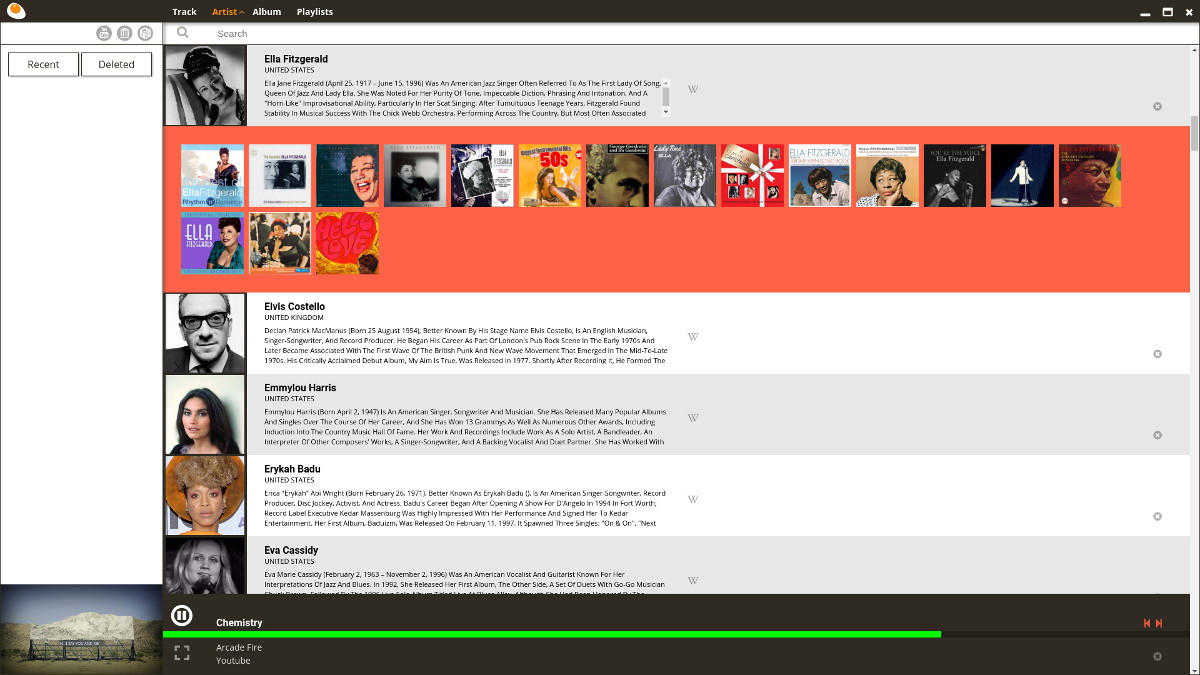 Track Artist Album Playlists
Search
Recent Deleted
Ella Fitzgerald
UNITED STATES
Ella Jane Fitzgerald (April 25, 1917 – June 15, 1996) Was An American Jazz Singer Often Referred To As The First Lady Of Song,
Queen Of Jazz And Lady Ella. She Was Noted For Her Purity Of Tone, Impeccable Diction, Phrasing And Intonation, And A
"Horn-Like" Improvisational Ability, Particularly In Her Scat Singing. After Tumultuous Teenage Years, Fitzgerald Found
Stability In Musical Success With The Chick Webb Orchestra, Performing Across The Country, But Most Often Associated
W
Elvis Costello
UNITED KINGDOM
Declan Patrick MacManus (Born 25 August 1954), Better Known By His Stage Name Elvis Costello, Is An English Musician,
Singer-Songwriter, And Record Producer. He Began His Career As Part Of London's Pub Rock Scene In The Early 1970s And
Later Became Associated With The First Wave Of The British Punk And New Wave Movement That Emerged In The Mid-To-Late
1970s. His Critically Acclaimed Debut Album, My Aim Is True, Was Released In 1977. Shortly After Recording It, He Formed The
W
Emmylou Harris
UNITED STATES
Emmylou Harris (Born April 2, 1947) Is An American Singer, Songwriter And Musician. She Has Released Many Popular Albums
And Singles Over The Course Of Her Career, And She Has Won 13 Grammys As Well As Numerous Other Awards, Including
Induction Into The Country Music Hall Of Fame. Her Work And Recordings Include Work As A Solo Artist, A Bandleader, An
Interpreter Of Other Composers' Works, A Singer-Songwriter, And A Backing Vocalist And Duet Partner. She Has Worked With
W
Erykah Badu
UNITED STATES
Erica "Erykah" Abi Wright (Born February 26, 1971), Better Known As Erykah Badu (), Is An American Singer-Songwriter, Record
Producer, Disc Jockey, Activist, And Actress. Badu's Career Began After Opening A Show For D'Angelo In 1994 In Fort Worth;
Record Label Executive Kedar Massenburg Was Highly Impressed With Her Performance And Signed Her To Kedar
Entertainment. Her First Album, Baduizm, Was Released On February 11, 1997. It Spawned Three Singles: "On & On", "Next
W
Eva Cassidy
UNITED STATES
Eva Marie Cassidy (February 2, 1963 – November 2, 1996) Was An American Vocalist And Guitarist Known For Her
Interpretations Of Jazz And Blues. In 1992, She Released Her First Album, The Other Side, A Set Of Duets With Go-Go Musician
W
Chemistry
Arcade Fire
Youtube